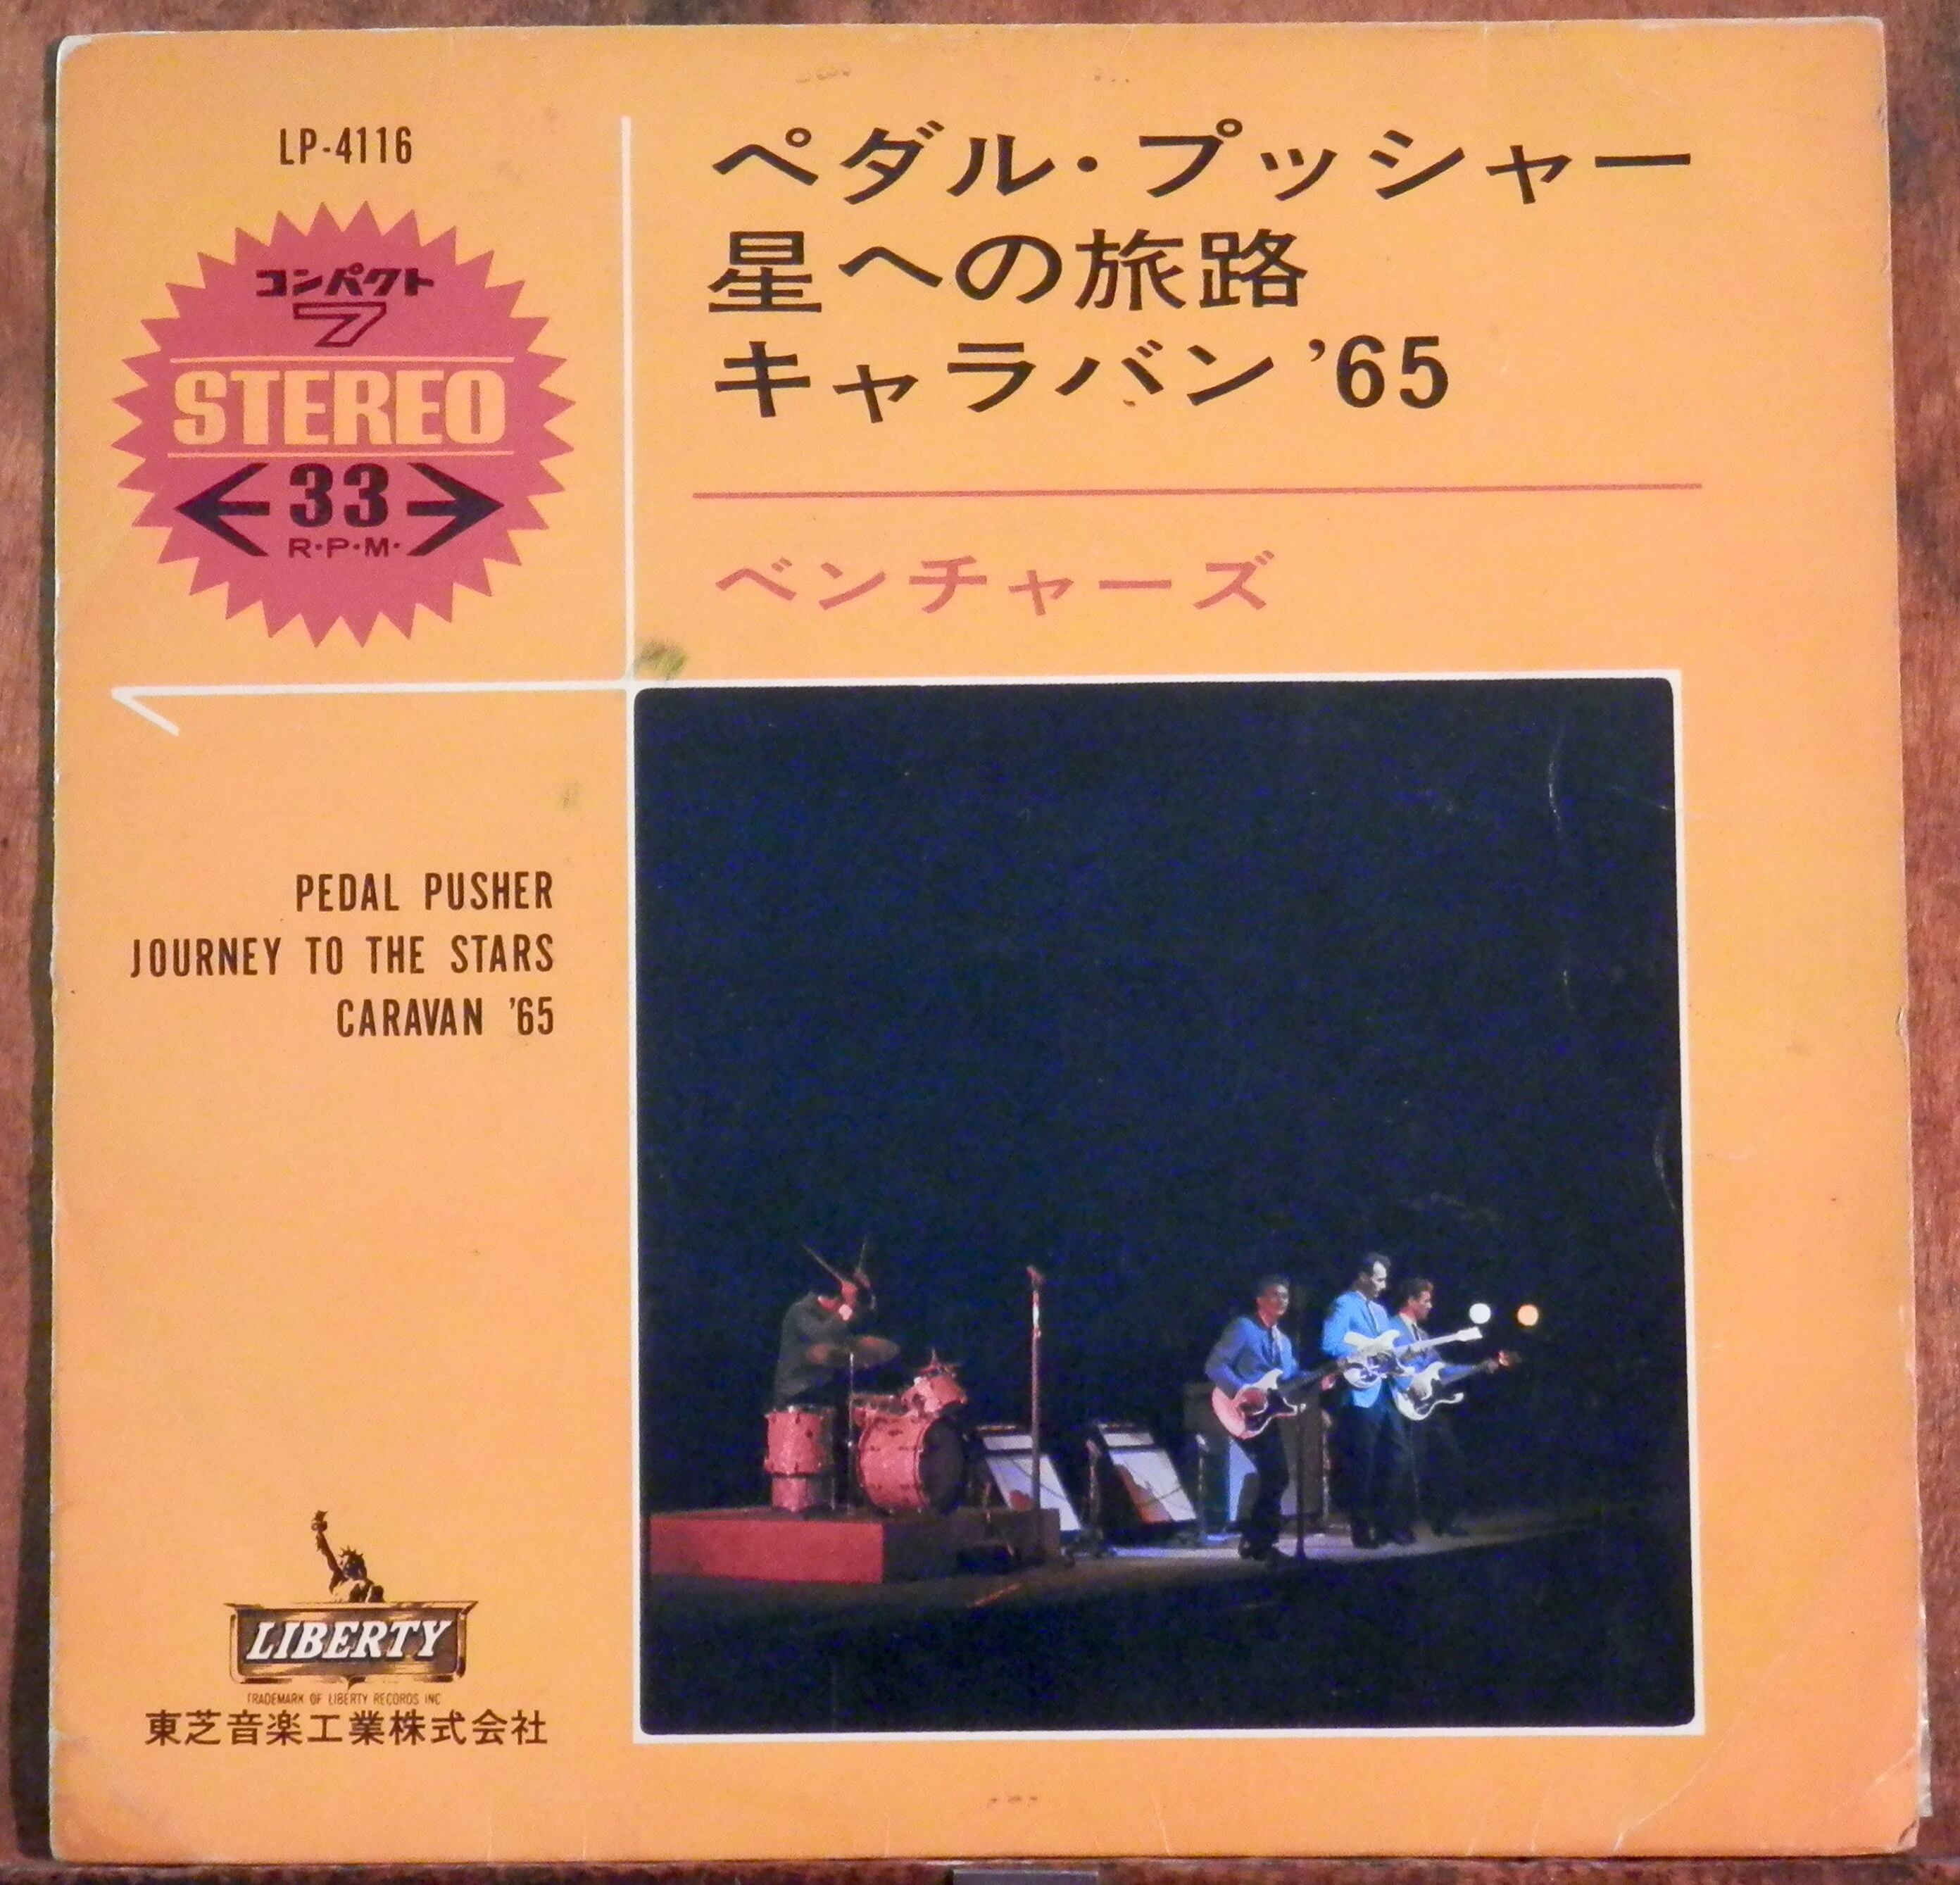 LP-4116
コンパクト
7
STEREO
33
R·P·M·
ペダル・プッシャー
星への旅路
キャラバン '65
ベンチャーズ
PEDAL PUSHER
JOURNEY TO THE STARS
CARAVAN '65
LIBERTY
TRADEMARK OF LIBERTY RECORDS INC
東芝音楽工業株式会社